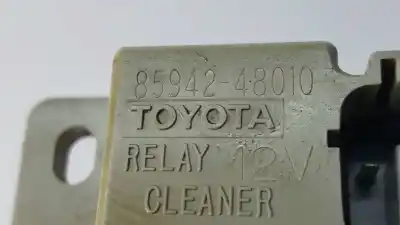 85942-48010
TOYOTA
RELAY 12V
CLEANER